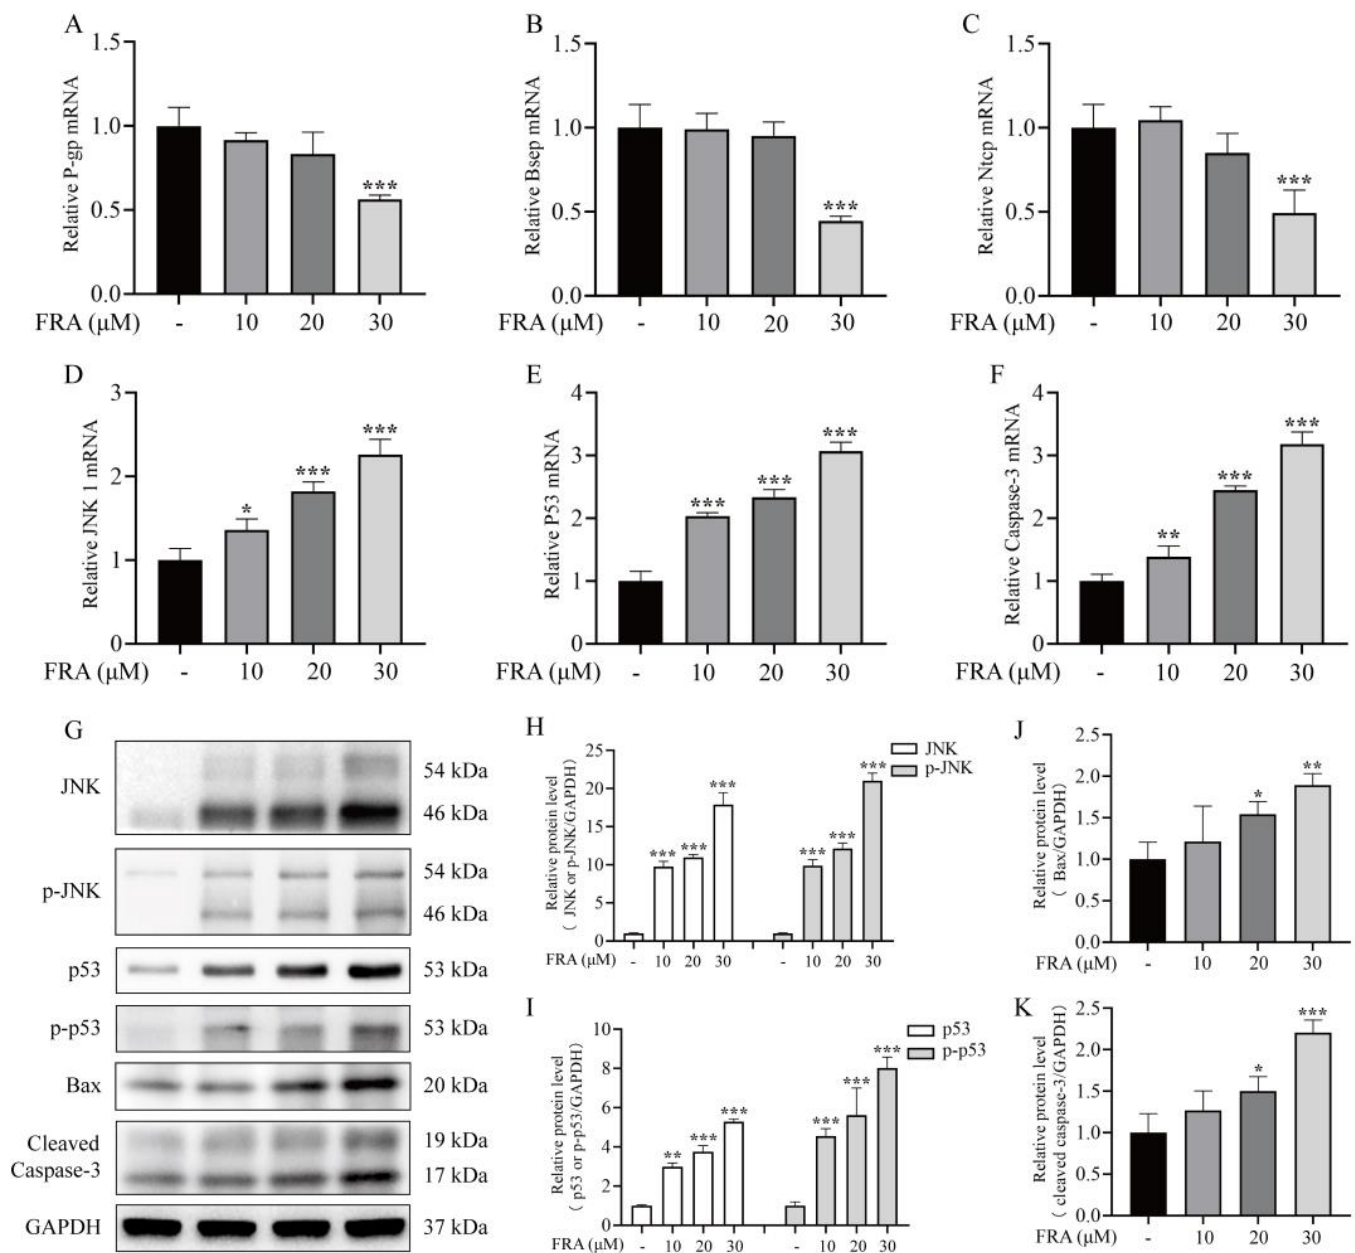 A
Relative P-gp mRNA
1.5
1.0
0.5
0.0
***
FRA (μM) - 10 20 30
B
Relative Bsep mRNA
1.5
1.0
0.5
0.0
***
FRA (μM) - 10 20 30
C
Relative Ntcp mRNA
1.5
1.0
0.5
0.0
***
FRA (μM) - 10 20 30
D
Relative JNK 1 mRNA
3
2
1
0
* *** ***
FRA (μM) - 10 20 30
E
Relative P53 mRNA
4
3
2
1
0
*** *** ***
FRA (μM) - 10 20 30
F
Relative Caspase-3 mRNA
4
3
2
1
0
** *** ***
FRA (μM) - 10 20 30
G
JNK
54 kDa
46 kDa
p-JNK
54 kDa
46 kDa
p53
53 kDa
p-p53
53 kDa
Bax
20 kDa
Cleaved
Caspase-3
19 kDa
17 kDa
GAPDH
37 kDa
H
Relative protein level
( JNK or p-JNK/GAPDH)
25
20
15
10
5
0
JNK
p-JNK
*** *** *** *** *** ***
FRA (μM) - 10 20 30 - 10 20 30
I
Relative protein level
( p53 or p-p53/GAPDH)
10
8
6
4
2
0
p53
p-p53
** *** *** *** *** ***
FRA (μM) - 10 20 30 - 10 20 30
J
Relative protein level
( Bax/GAPDH)
2.5
2.0
1.5
1.0
0.5
0.0
* **
FRA (μM) - 10 20 30
K
Relative protein level
( cleaved caspase-3/GAPDH)
2.5
2.0
1.5
1.0
0.5
0.0
* ***
FRA (μM) - 10 20 30